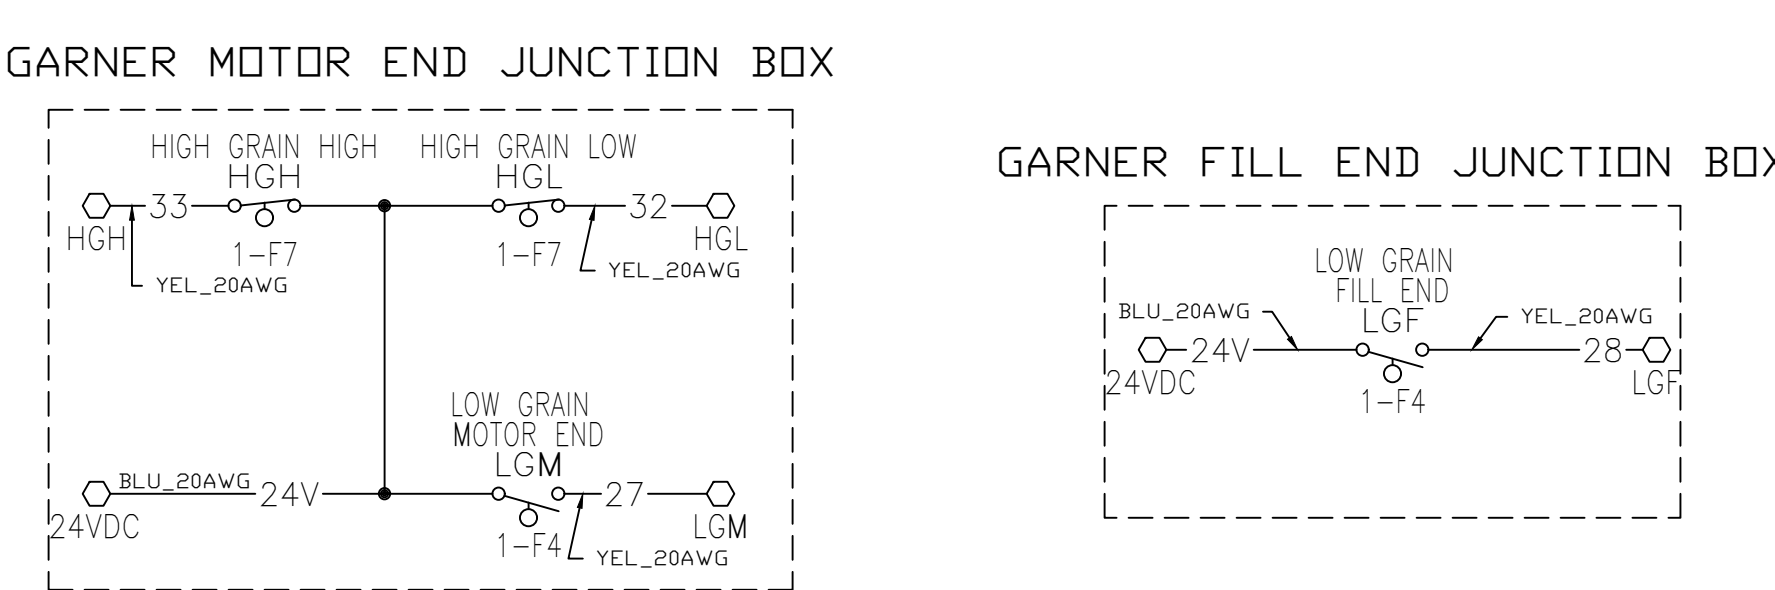 GARNER MOTOR END JUNCTION BOX
HIGH GRAIN HIGH
HGH
HIGH GRAIN LOW
HGL
33
32
HGH
HGL
1-F7
1-F7
YEL_20AWG
YEL_20AWG
LOW GRAIN
MOTOR END
LGM
BLU_20AWG
24V
27
24VDC
LGM
1-F4
YEL_20AWG
GARNER FILL END JUNCTION BOX
LOW GRAIN
FILL END
LGF
BLU_20AWG
YEL_20AWG
24V
28
24VDC
LGF
1-F4